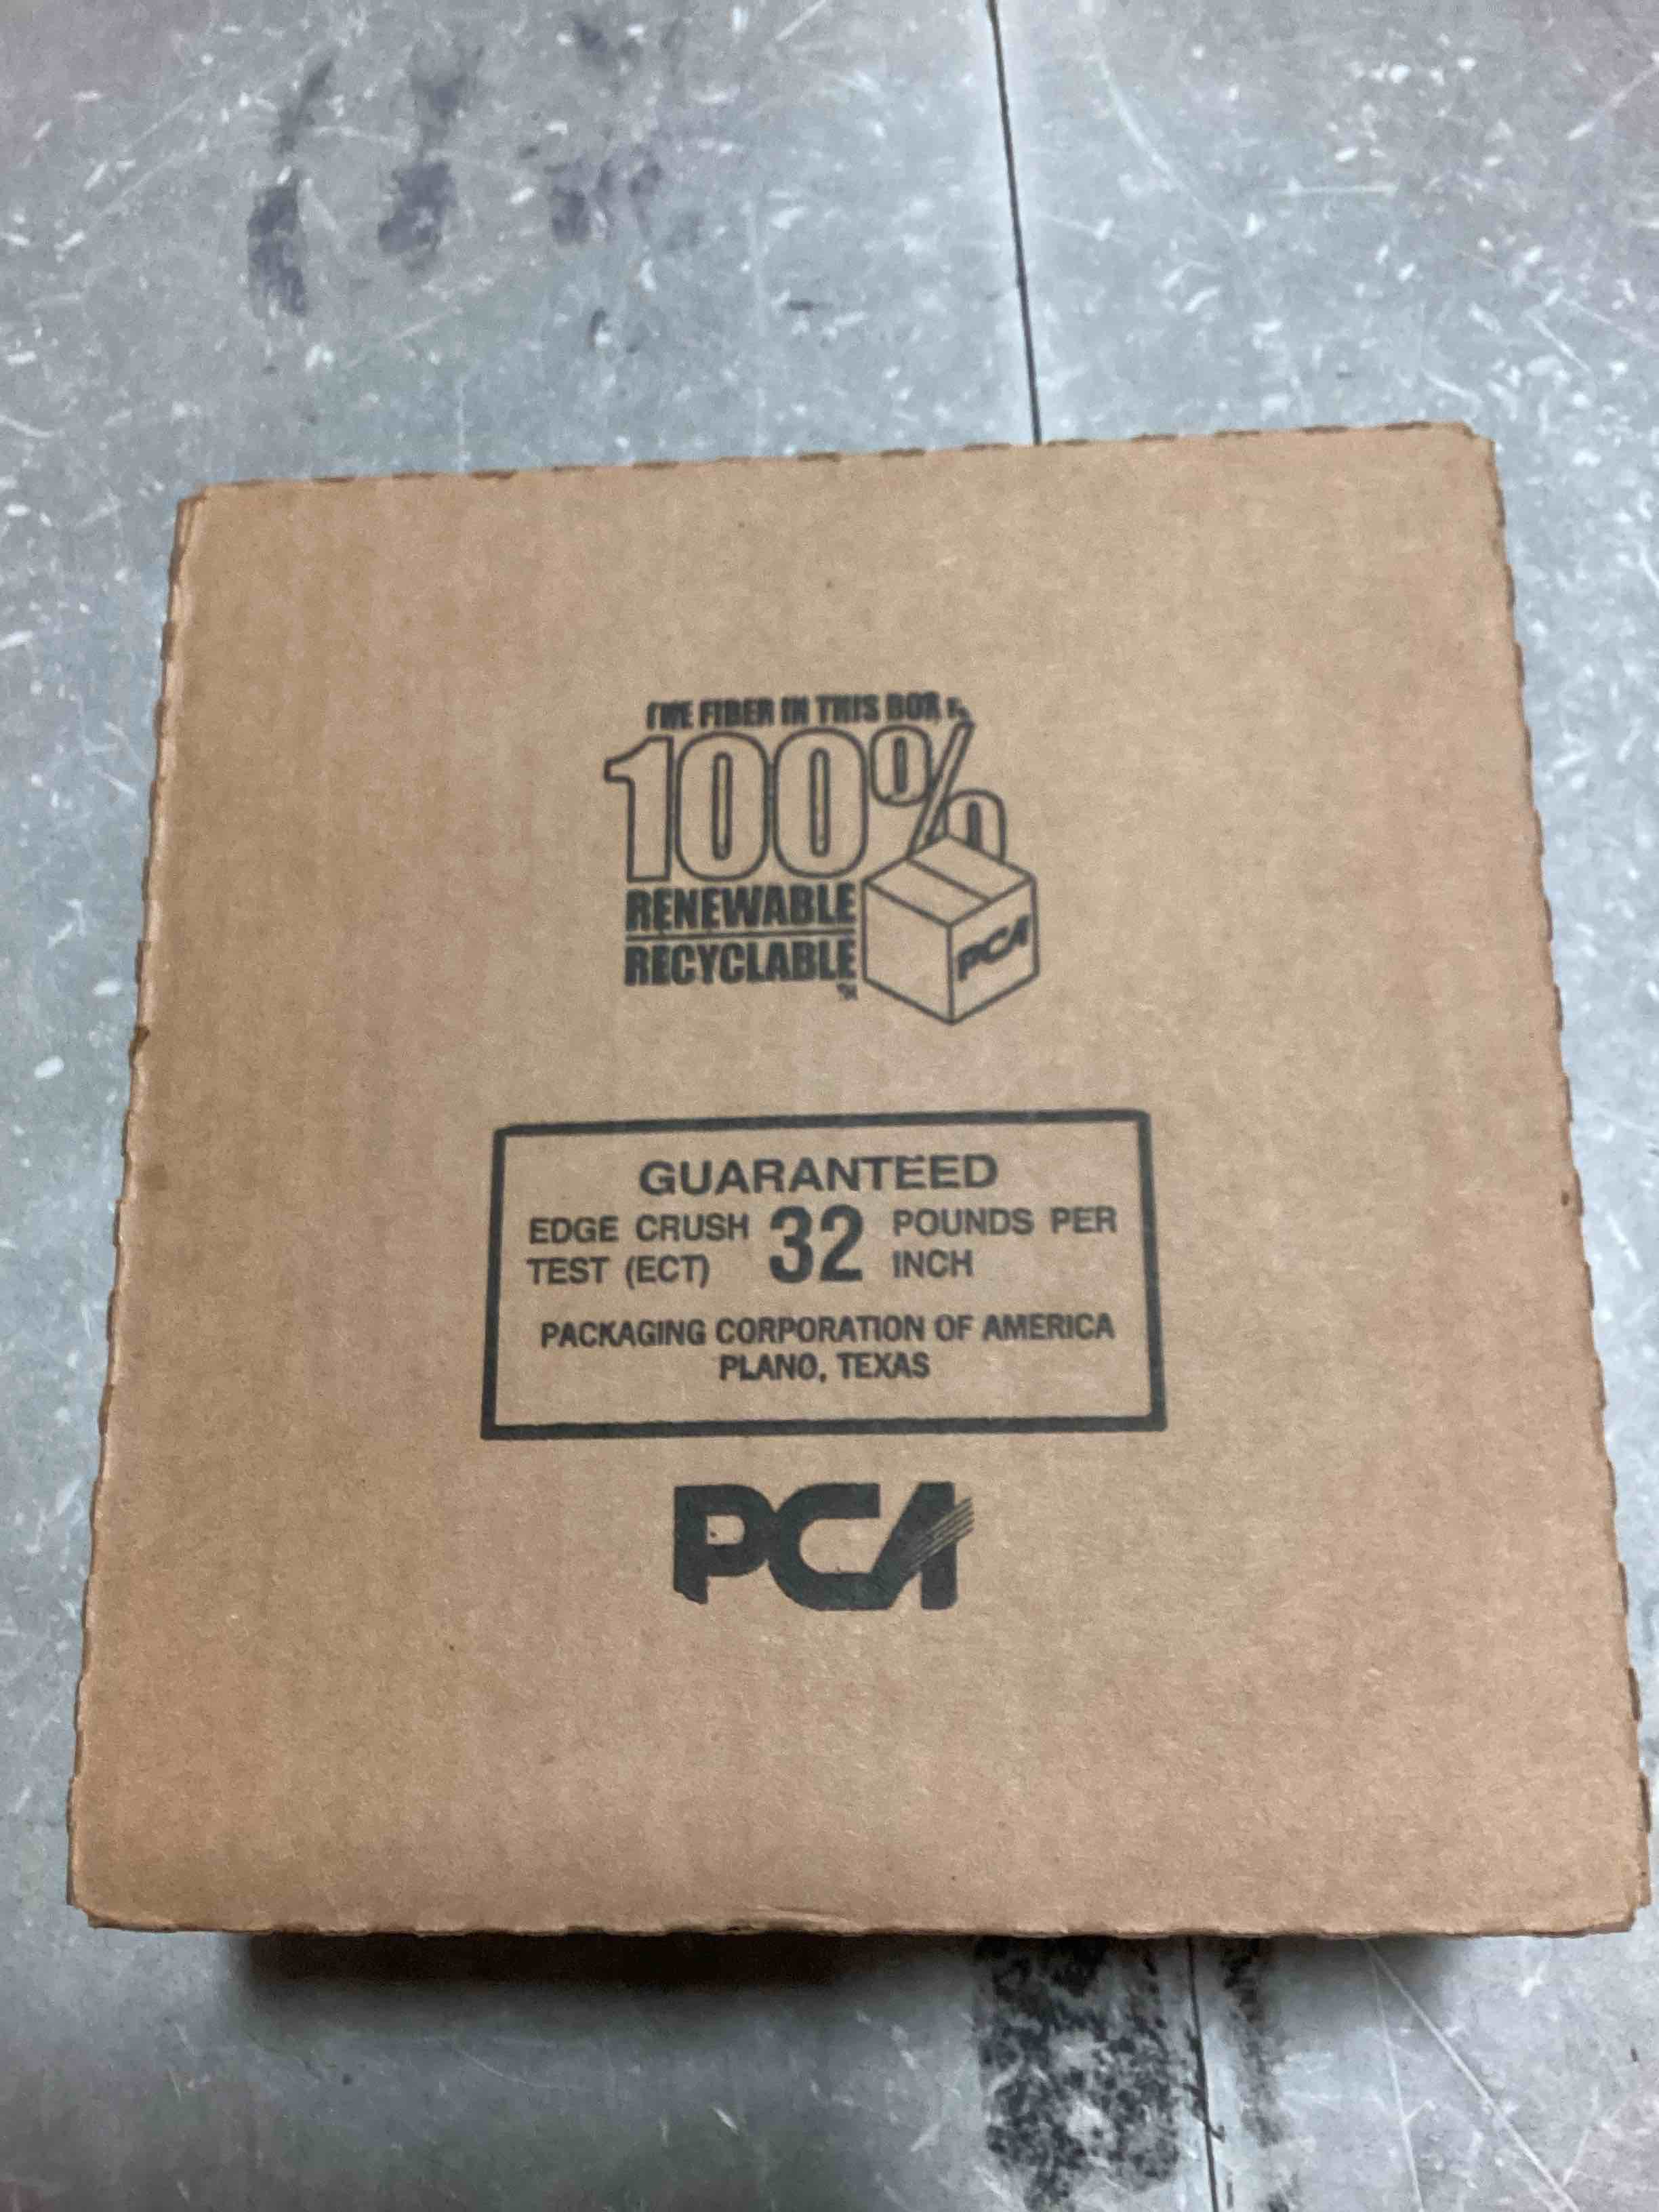 THE FIBER IN THIS BOX IS
100%
RENEWABLE
RECYCLABLE
TM
PCA
GUARANTEED
EDGE CRUSH TEST (ECT) 32 POUNDS PER INCH
PACKAGING CORPORATION OF AMERICA
PLANO, TEXAS
PCA